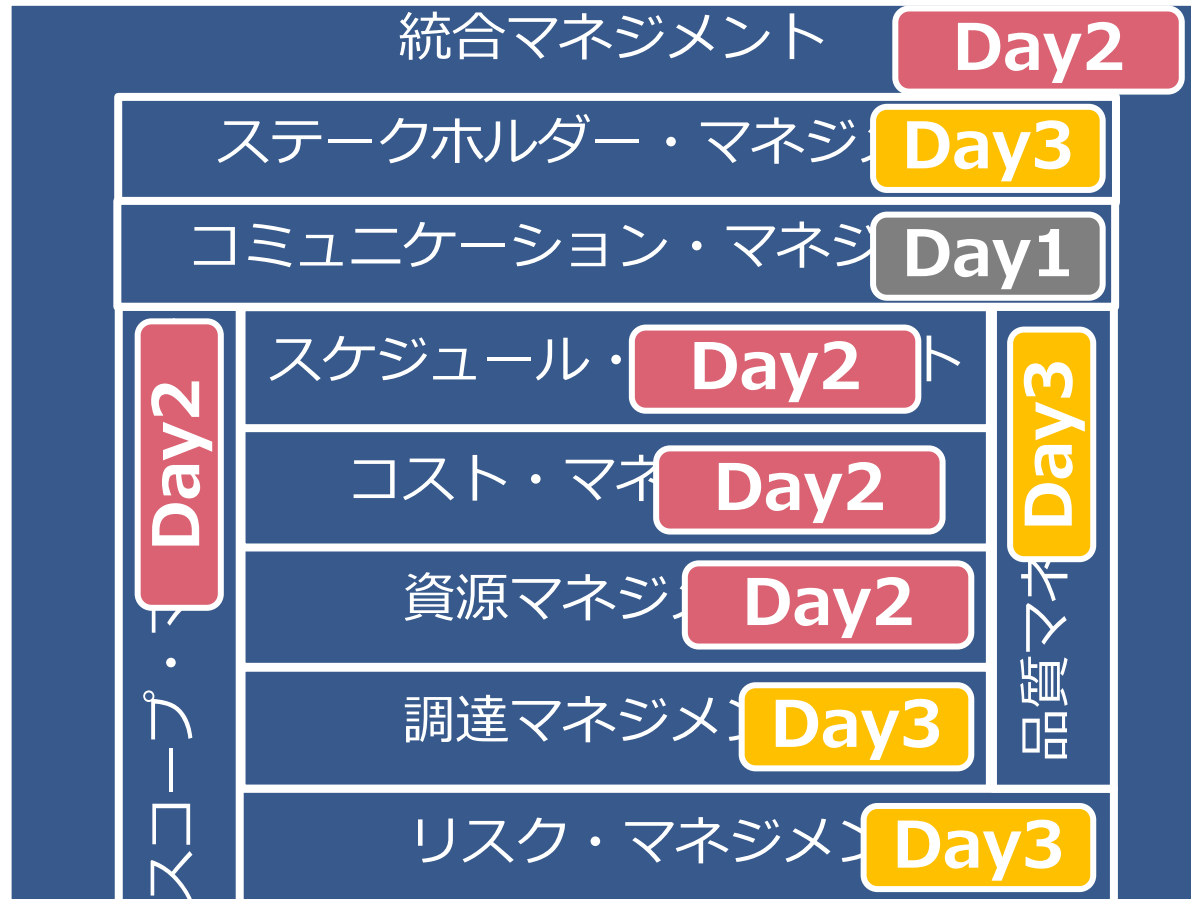 統合マネジメント
Day2
ステークホルダー・マネジ
Day3
コミュニケーション・マネジ
Day1
Day2
スコープ・
スケジュール・
Day2
ト
Day3
品質マネ
コスト・マネ
Day2
資源マネジ
Day2
調達マネジメ
Day3
リスク・マネジメン
Day3